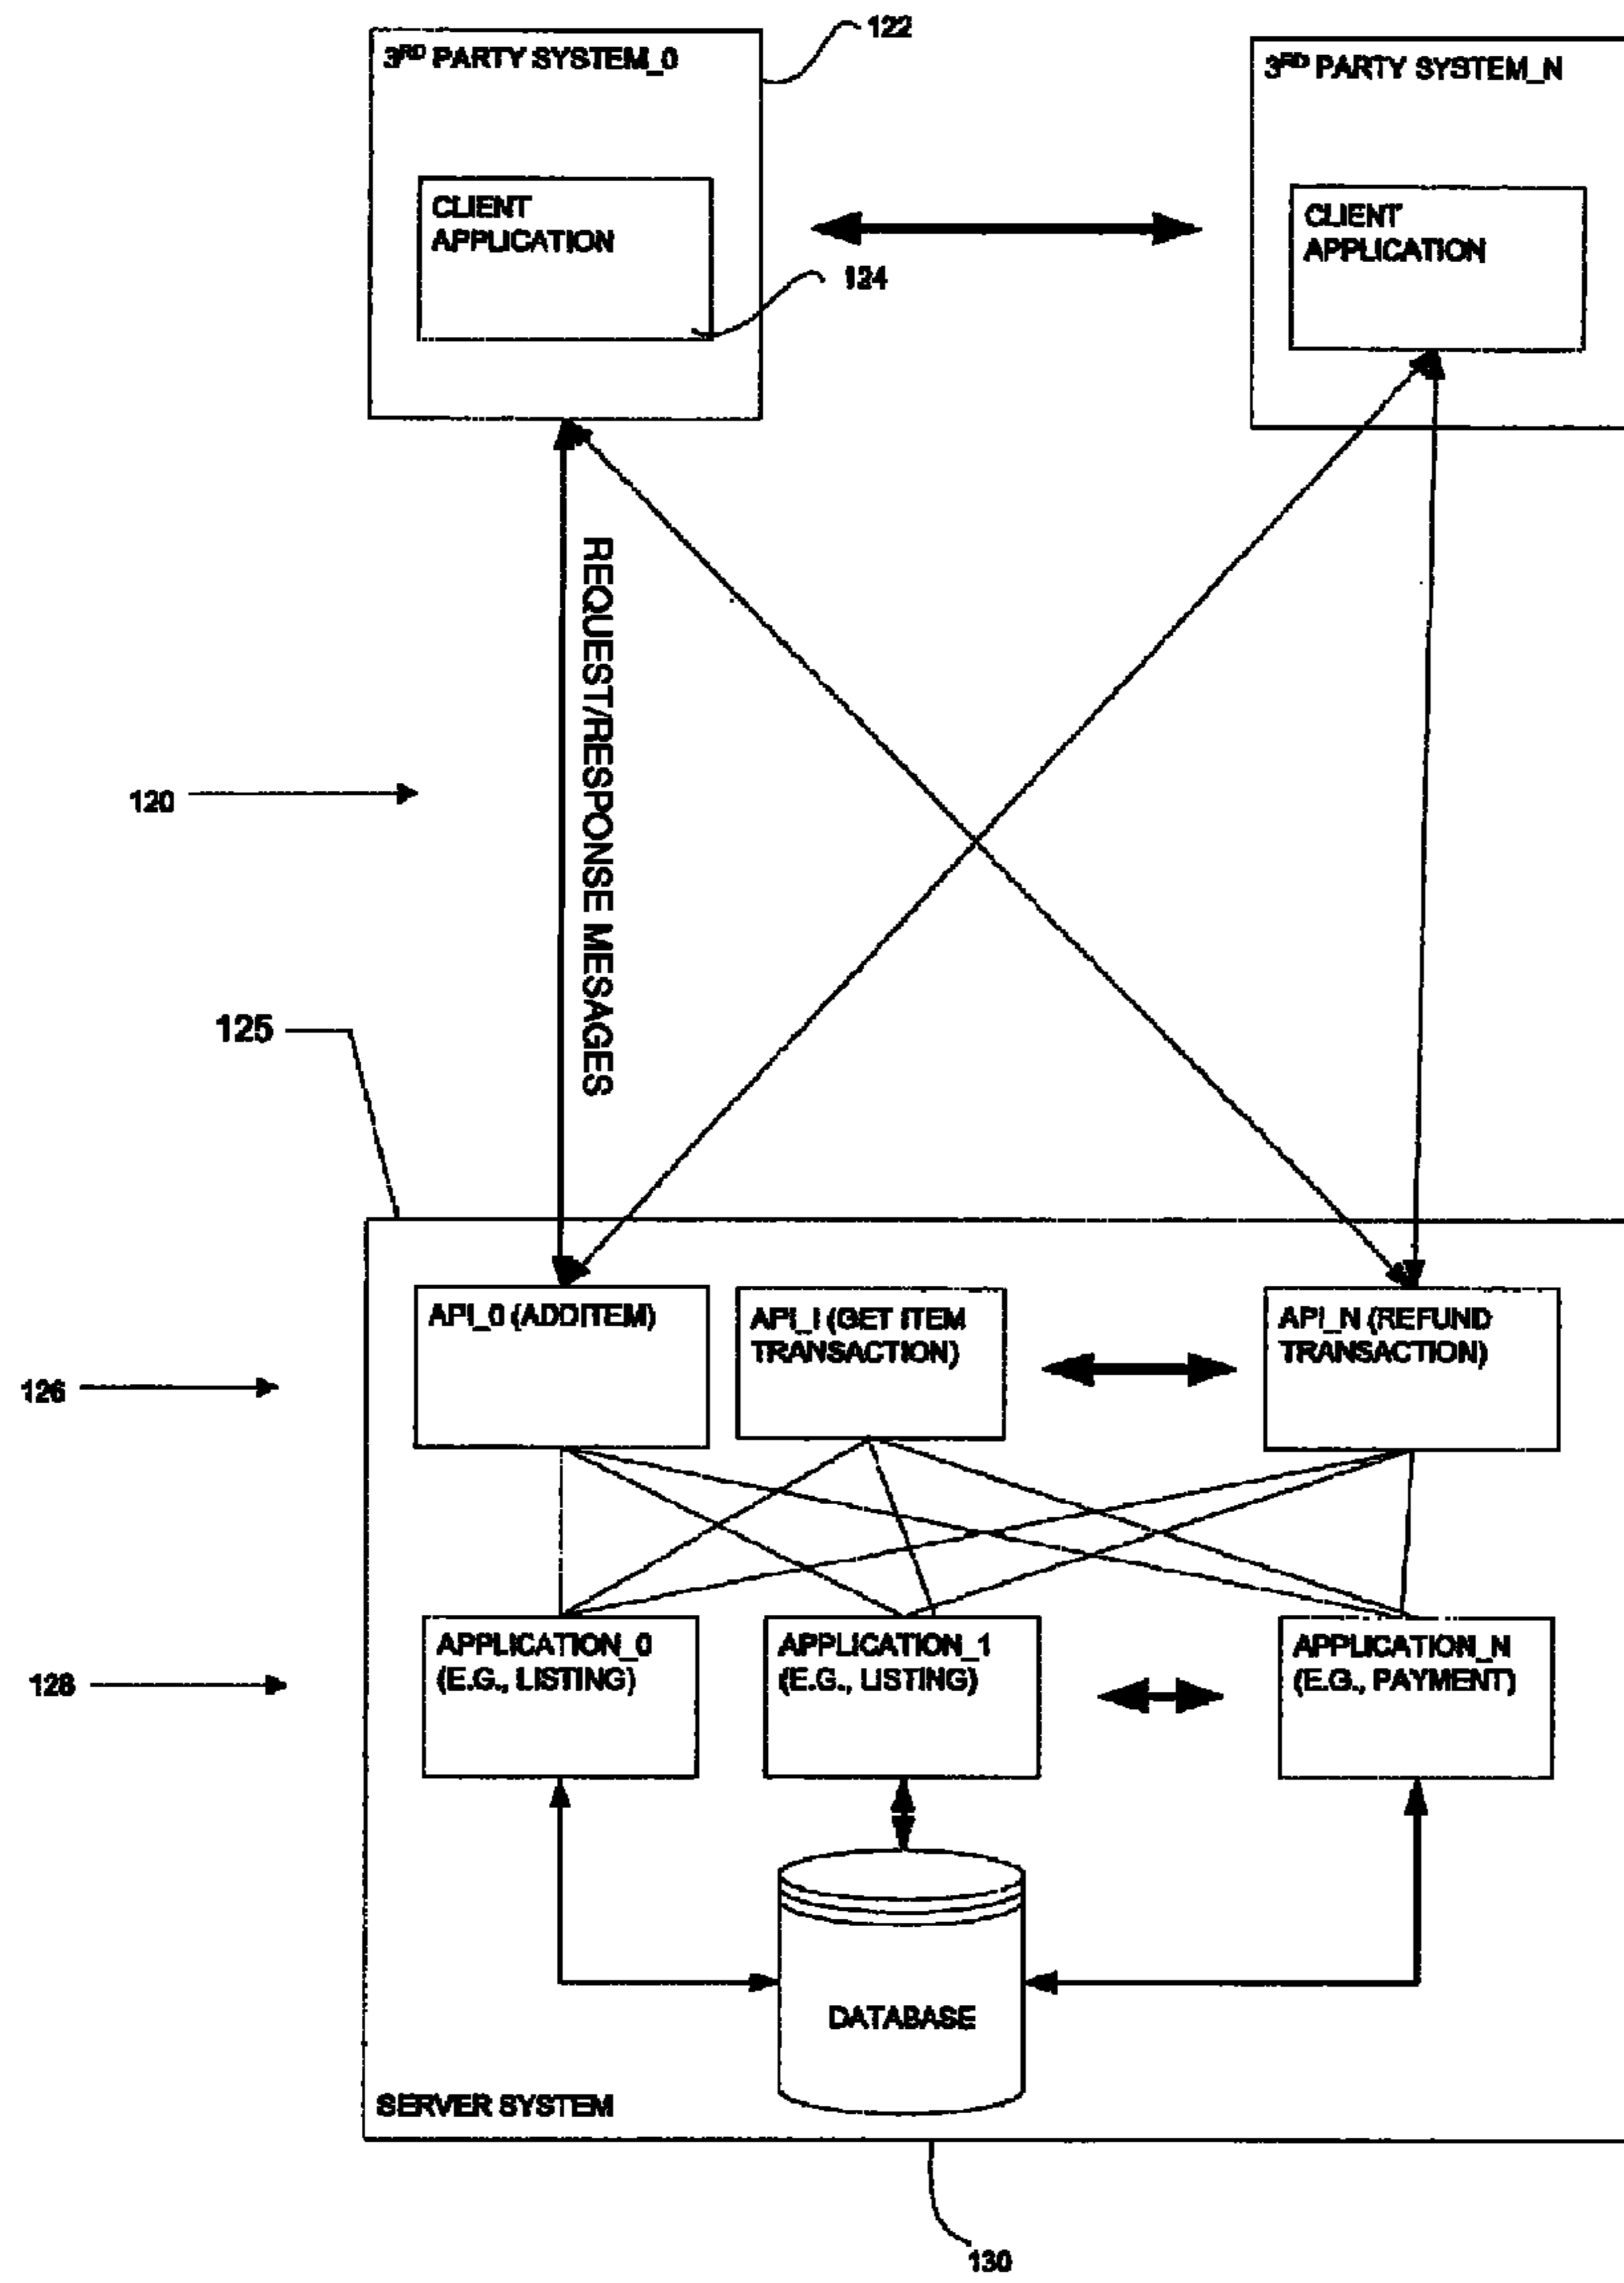 122
3RD PARTY SYSTEM_0
3RD PARTY SYSTEM_N
CLIENT
APPLICATION
CLIENT
APPLICATION
124
REQUEST/RESPONSE MESAGES
120
125
API_0 (ADDITEM)
API_I (GET ITEM
TRANSACTION)
API_N (REFUND
TRANSACTION)
126
APPLICATION_0
(E.G., LISTING)
APPLICATION_1
(E.G., LISTING)
APPLICATION_N
(E.G., PAYMENT)
128
DATABASE
SERVER SYSTEM
130